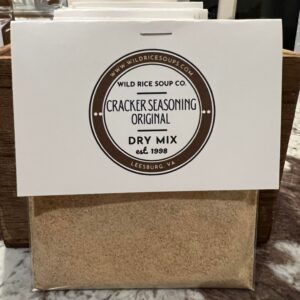 WWW.WILDRICESOUPS.COM
WILD RICE SOUP CO.
CRACKER SEASONING
ORIGINAL
DRY MIX
est. 1998
LEESBURG, VA